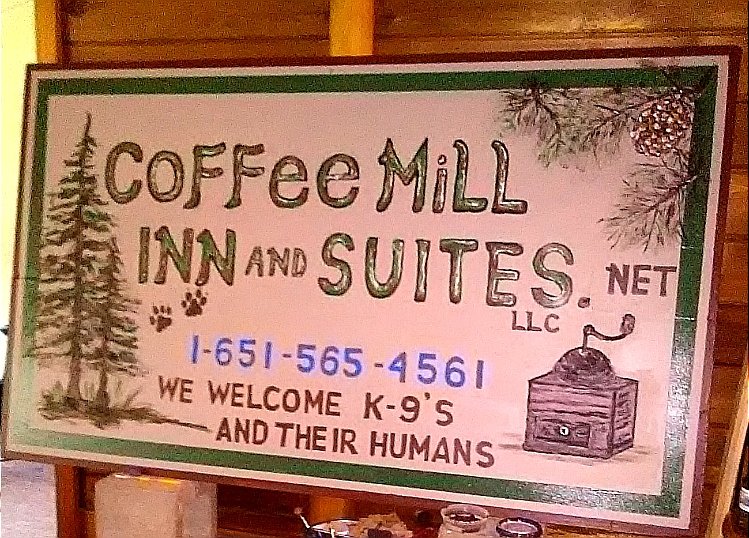 COFFee MiLL
INN AND SUITES. NET
LLC
1-651-565-4561
WE WELCOME K-9'S
AND THEIR HUMANS